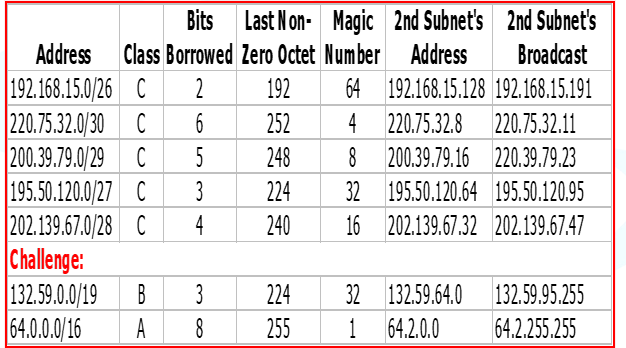 Address Class Bits Borrowed Last Non-Zero Octet Magic Number 2nd Subnet's Address 2nd Subnet's Broadcast
192.168.15.0/26 C 2 192 64 192.168.15.128 192.168.15.191
220.75.32.0/30 C 6 252 4 220.75.32.8 220.75.32.11
200.39.79.0/29 C 5 248 8 200.39.79.16 220.39.79.23
195.50.120.0/27 C 3 224 32 195.50.120.64 195.50.120.95
202.139.67.0/28 C 4 240 16 202.139.67.32 202.139.67.47
Challenge:
132.59.0.0/19 B 3 224 32 132.59.64.0 132.59.95.255
64.0.0.0/16 A 8 255 1 64.2.0.0 64.2.255.255